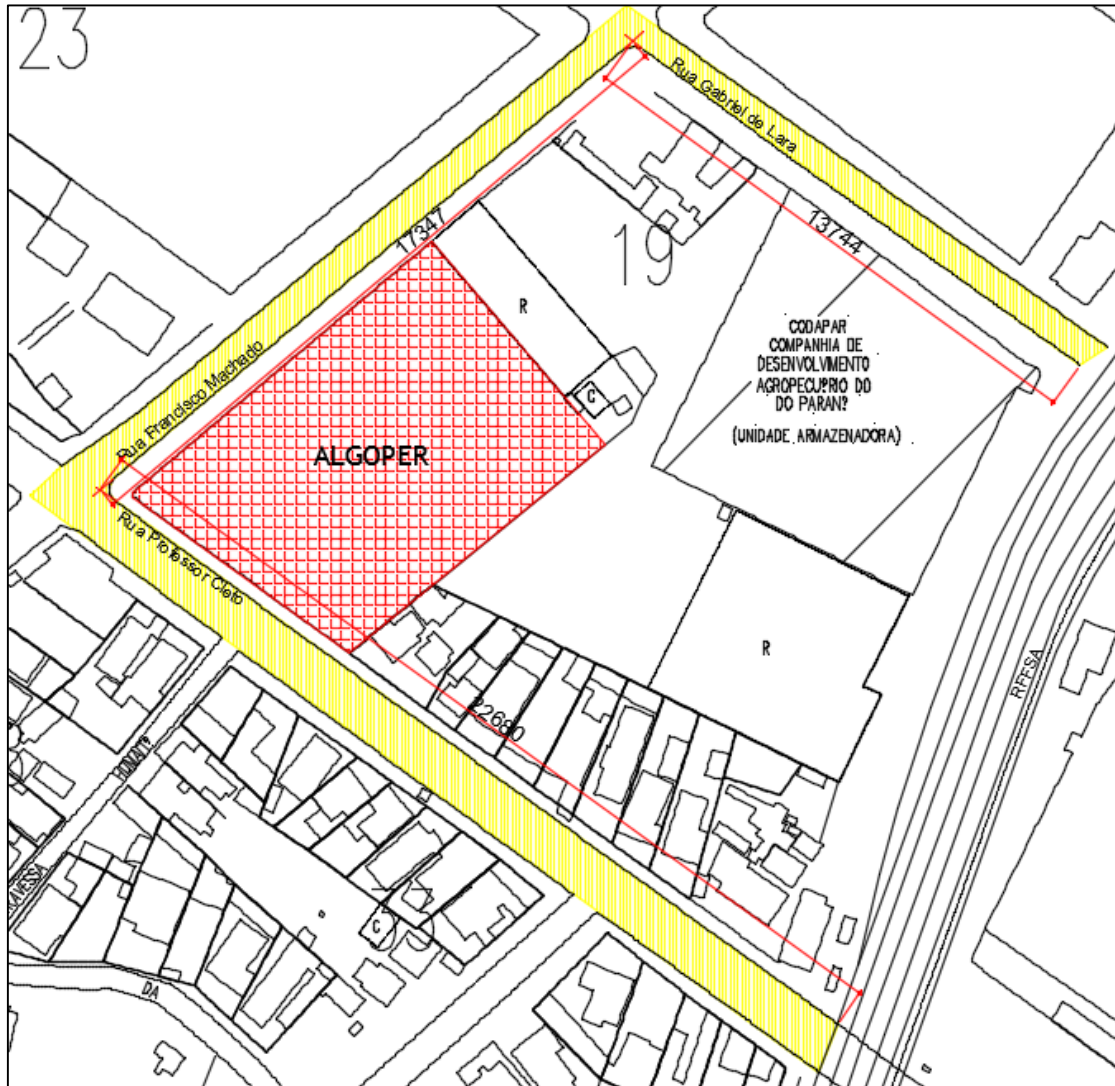 23
Rua Gabriel de Lara
17347
13744
19
R
CODAPAR
COMPANHIA DE
DESENVOLVIMENTO
AGROPECUPRIO DO
DO PARAN?
(UNIDADE ARMAZENADORA)
C
Rua Francisco Machado
ALGOPER
Rua Professor Cleto
R
RFFSA
22680
HUMAIT?
C
DA